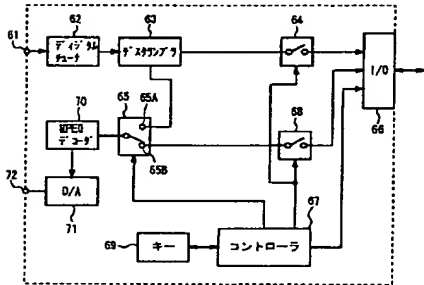 62
63
64
61
ディジタル
チューナ
デスクランブラ
I/O
70
65
65A
68
66
MPEG
デコーダ
65B
72
D/A
67
71
69
キー
コントローラ